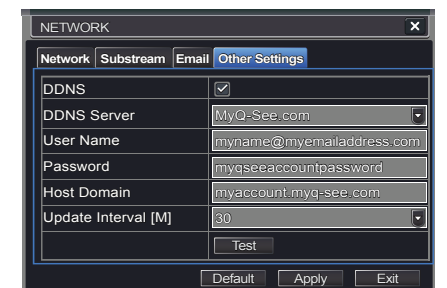 NETWORK
Network Substream Email Other Settings
DDNS
DDNS Server MyQ-See.com
User Name myname@myemailaddress.com
Password myqseeaccountpassword
Host Domain myaccount.myq-see.com
Update Interval [M] 30
Test
Default Apply Exit